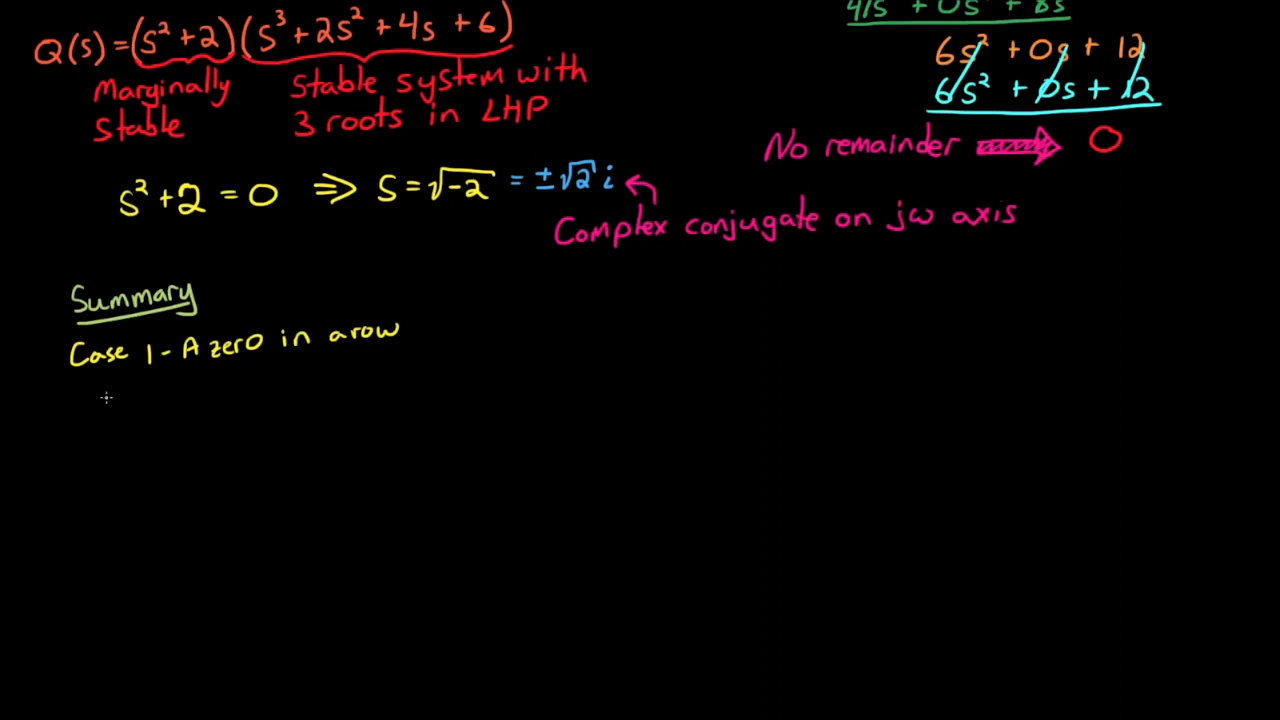 Q(s) = (s² + 2)(s³ + 2s² + 4s + 6)
Marginally Stable
Stable system with 3 roots in LHP
s² + 2 = 0 ⇒ s = √-2 = ± √2 i
Complex conjugate on jω axis
6s² + 0s + 12
6s² + 0s + 12
No remainder
0
Summary
Case 1 - A zero in a row